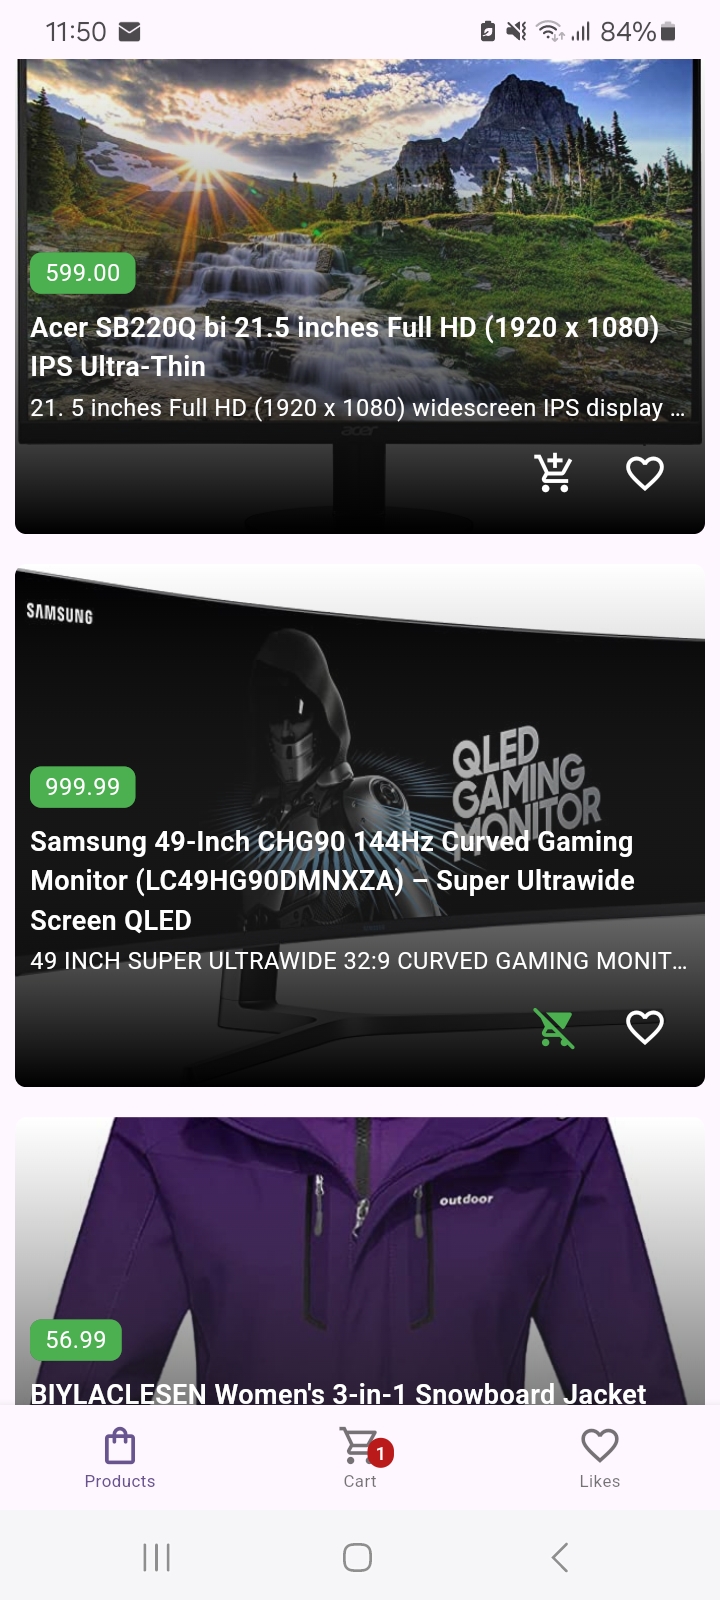 11:50
84%
599.00
Acer SB220Q bi 21.5 inches Full HD (1920 x 1080)
IPS Ultra-Thin
21. 5 inches Full HD (1920 x 1080) widescreen IPS display ...
acer
SAMSUNG
QLED
GAMING
MONITOR
999.99
Samsung 49-Inch CHG90 144Hz Curved Gaming
Monitor (LC49HG90DMNXZA) – Super Ultrawide
Screen QLED
49 INCH SUPER ULTRAWIDE 32:9 CURVED GAMING MONIT...
outdoor
56.99
BIYLACLESEN Women's 3-in-1 Snowboard Jacket
1
Products
Cart
Likes